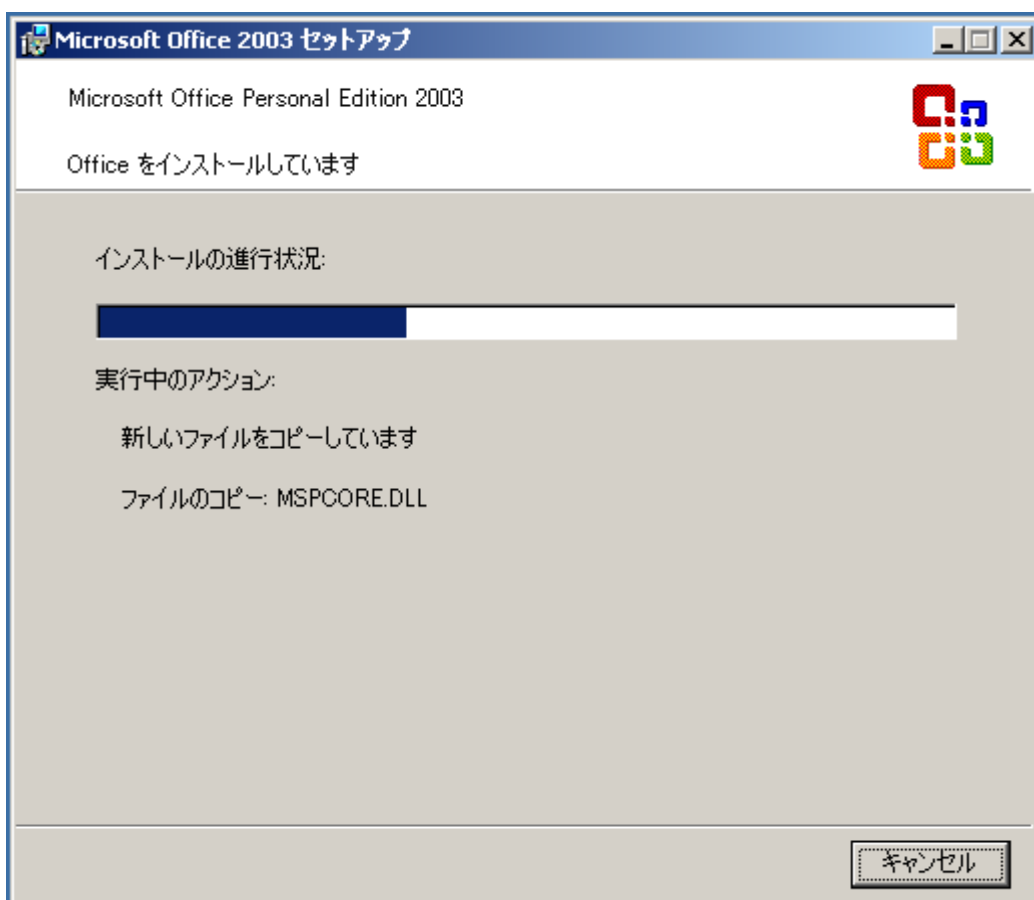 Microsoft Office 2003 セットアップ
Microsoft Office Personal Edition 2003
Office をインストールしています
インストールの進行状況:
実行中のアクション:
新しいファイルをコピーしています
ファイルのコピー: MSPCORE.DLL
キャンセル